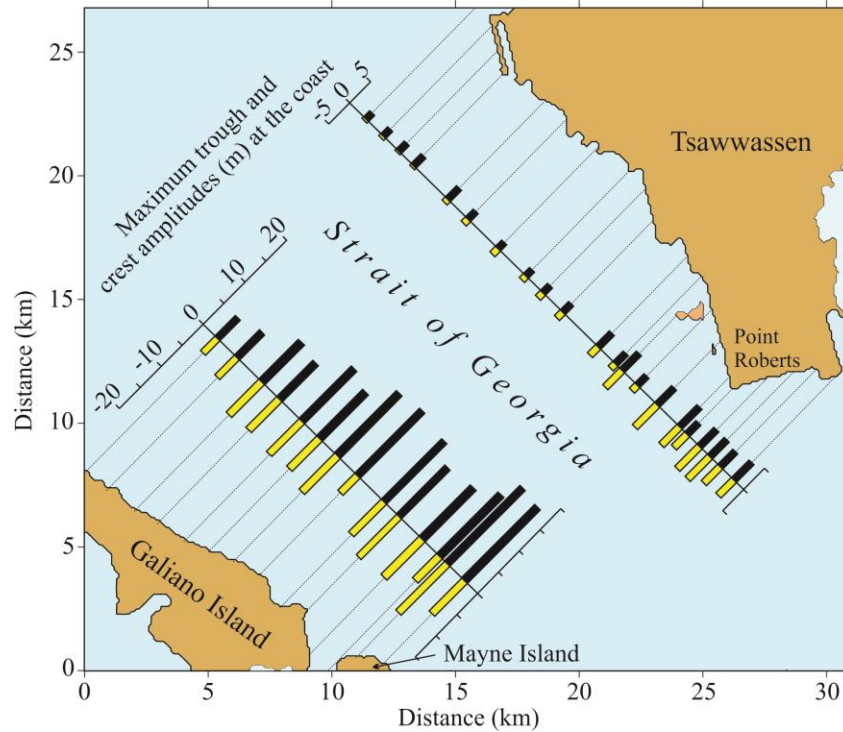 25
20
15
10
5
0
Distance (km)
0
5
10
15
20
25
30
Distance (km)
Maximum trough and
crest amplitudes (m) at the coast
-5
0
5
-20
-10
0
10
20
Strait of Georgia
Tsawwassen
Point
Roberts
Galiano Island
Mayne Island